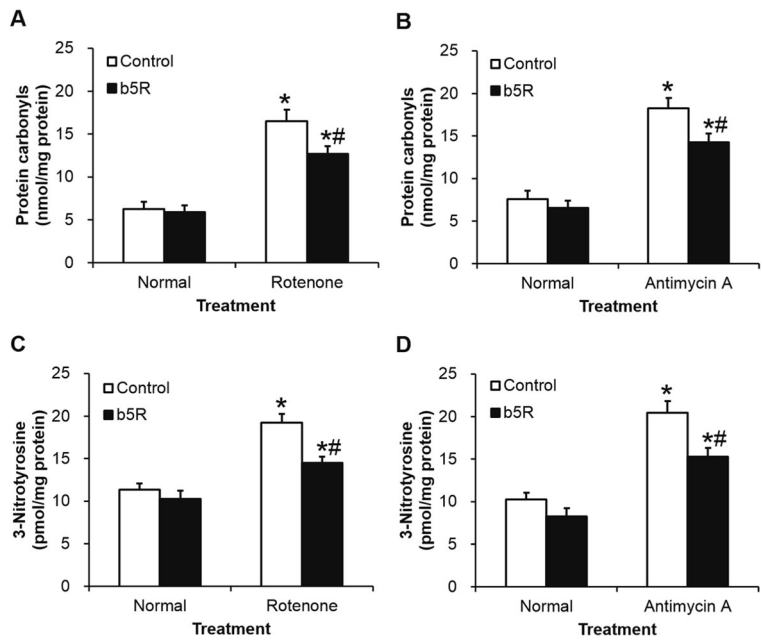 A
Protein carbonyls
(nmol/mg protein)
25
20
15
10
5
0
Control
b5R
*
*#
Normal
Rotenone
Treatment
B
Protein carbonyls
(nmol/mg protein)
25
20
15
10
5
0
Control
b5R
*
*#
Normal
Antimycin A
Treatment
C
3-Nitrotyrosine
(pmol/mg protein)
25
20
15
10
5
0
Control
b5R
*
*#
Normal
Rotenone
Treatment
D
3-Nitrotyrosine
(pmol/mg protein)
25
20
15
10
5
0
Control
b5R
*
*#
Normal
Antimycin A
Treatment